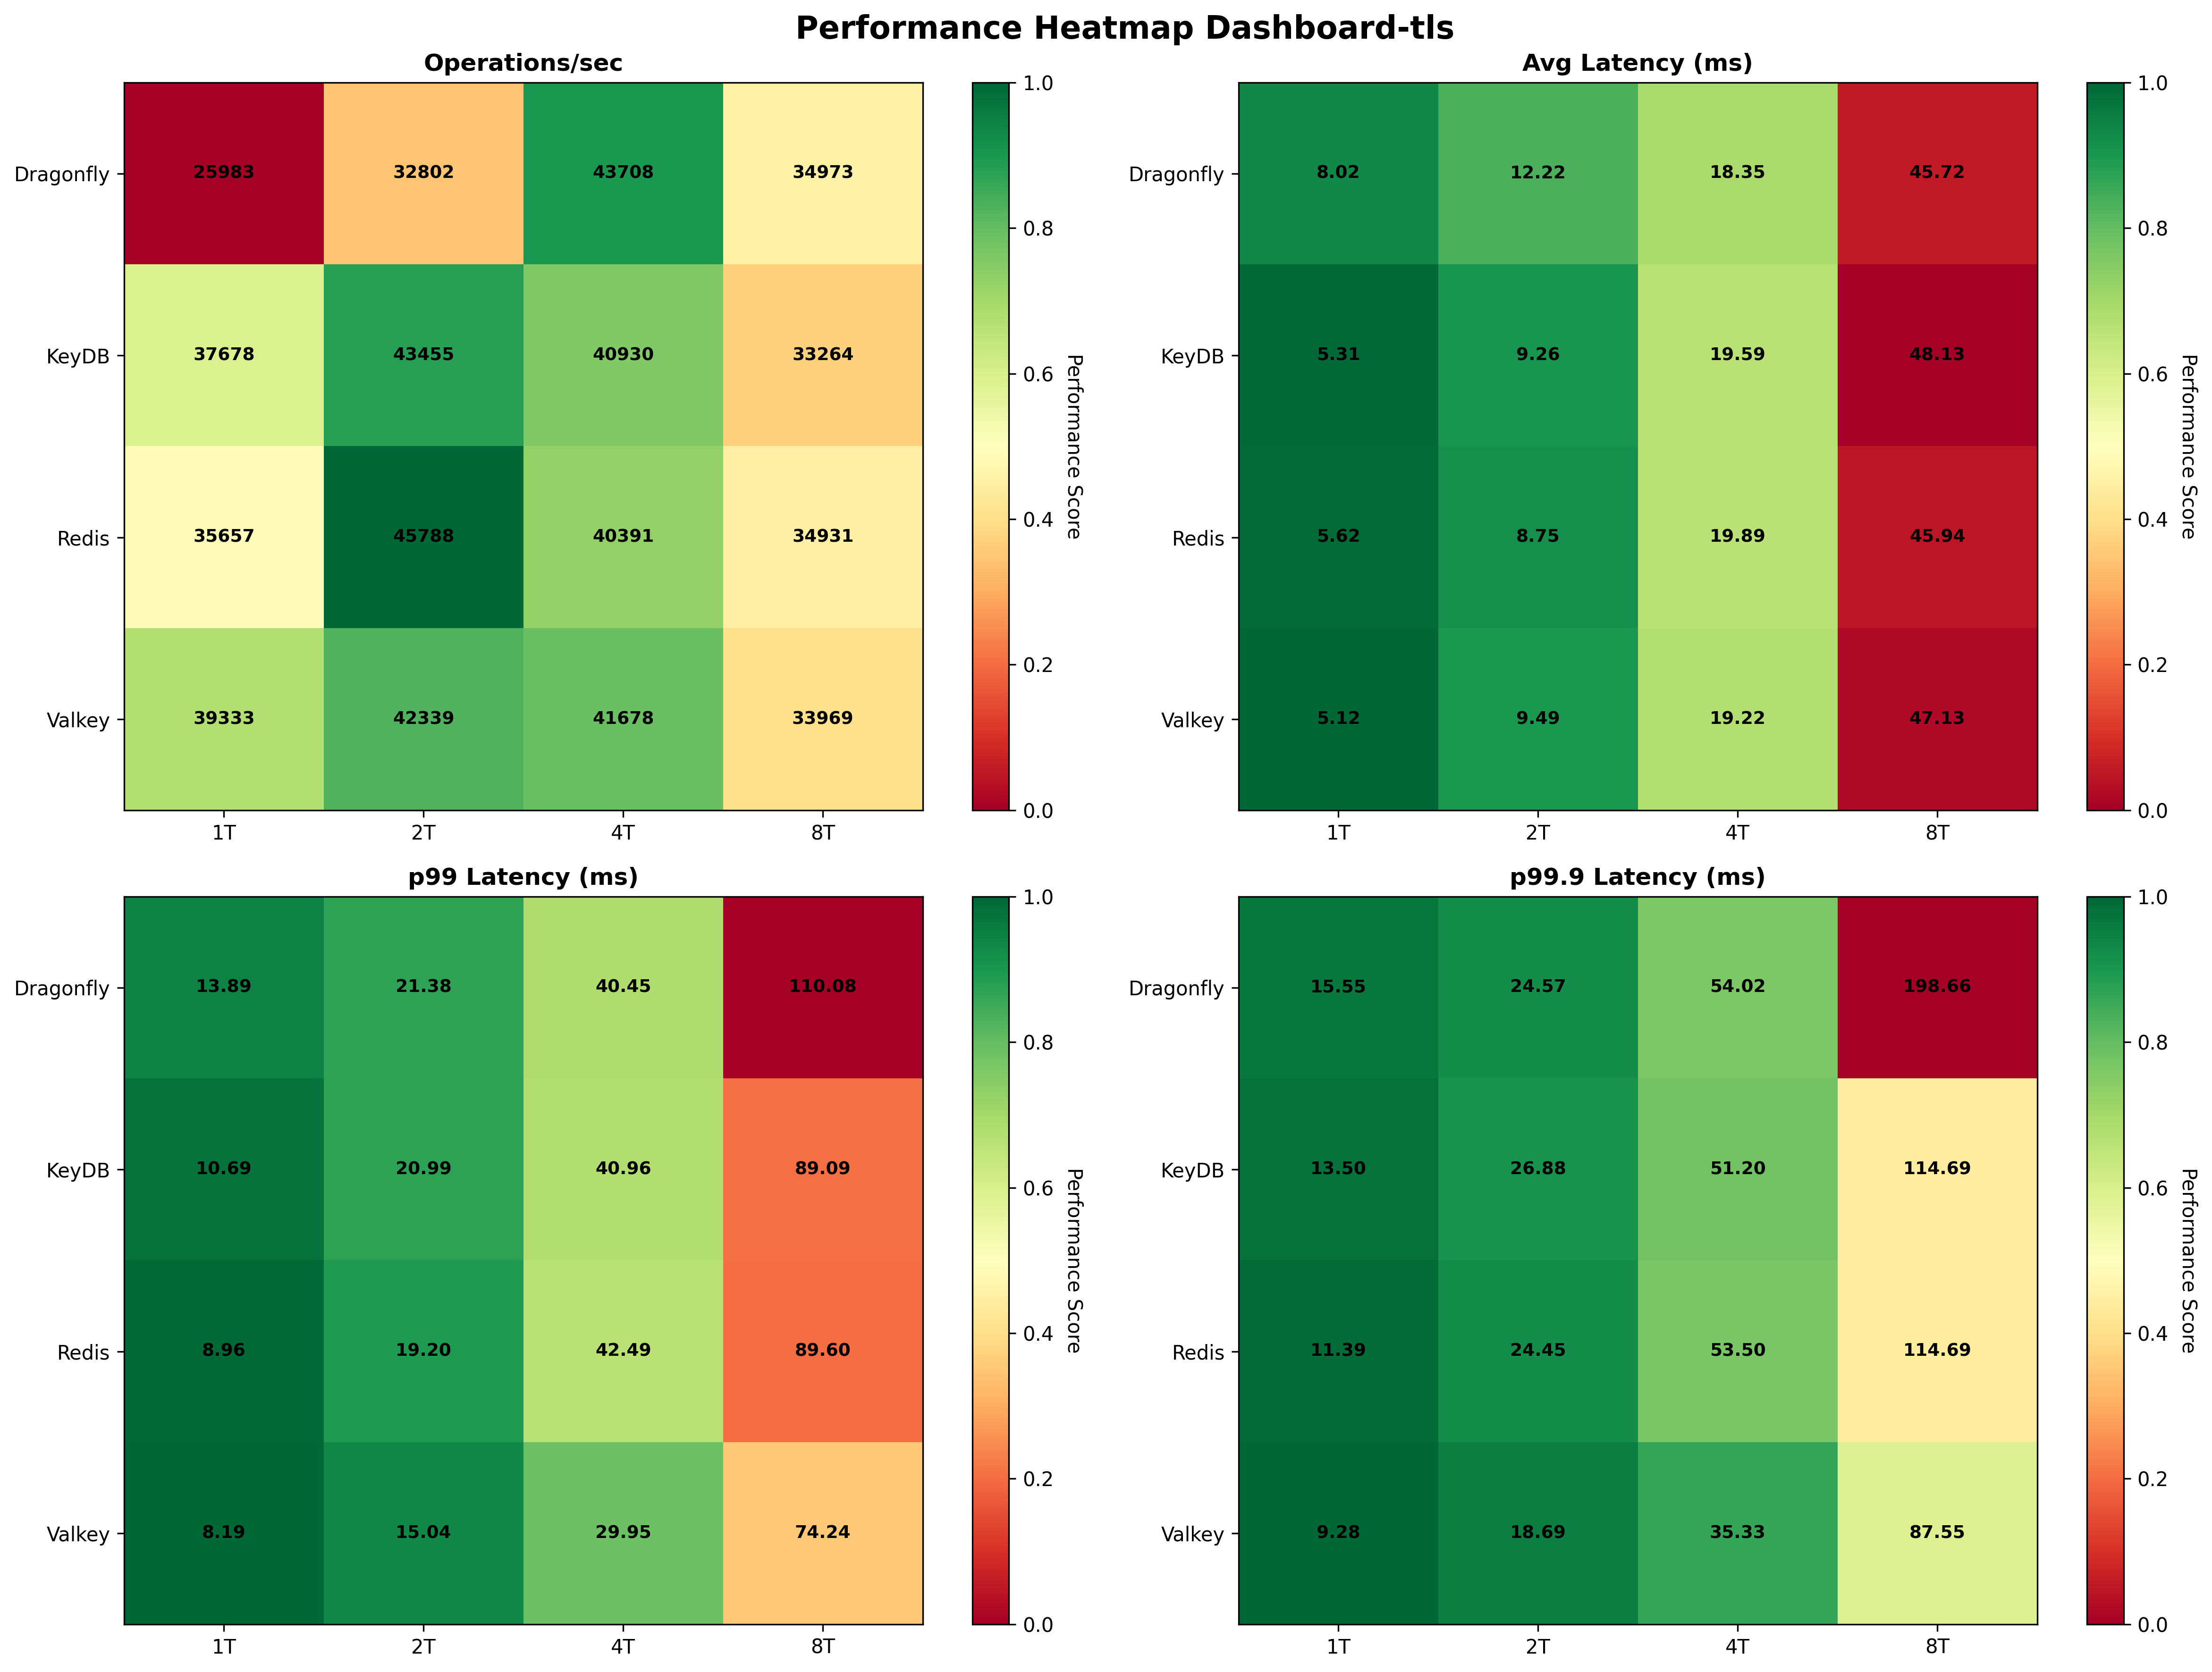 Performance Heatmap Dashboard-tls
Operations/sec
Dragonfly 25983 32802 43708 34973
KeyDB 37678 43455 40930 33264
Redis 35657 45788 40391 34931
Valkey 39333 42339 41678 33969
1T 2T 4T 8T
1.0
0.8
0.6
0.4
0.2
0.0
Performance Score
Avg Latency (ms)
Dragonfly 8.02 12.22 18.35 45.72
KeyDB 5.31 9.26 19.59 48.13
Redis 5.62 8.75 19.89 45.94
Valkey 5.12 9.49 19.22 47.13
1T 2T 4T 8T
1.0
0.8
0.6
0.4
0.2
0.0
Performance Score
p99 Latency (ms)
Dragonfly 13.89 21.38 40.45 110.08
KeyDB 10.69 20.99 40.96 89.09
Redis 8.96 19.20 42.49 89.60
Valkey 8.19 15.04 29.95 74.24
1T 2T 4T 8T
1.0
0.8
0.6
0.4
0.2
0.0
Performance Score
p99.9 Latency (ms)
Dragonfly 15.55 24.57 54.02 198.66
KeyDB 13.50 26.88 51.20 114.69
Redis 11.39 24.45 53.50 114.69
Valkey 9.28 18.69 35.33 87.55
1T 2T 4T 8T
1.0
0.8
0.6
0.4
0.2
0.0
Performance Score